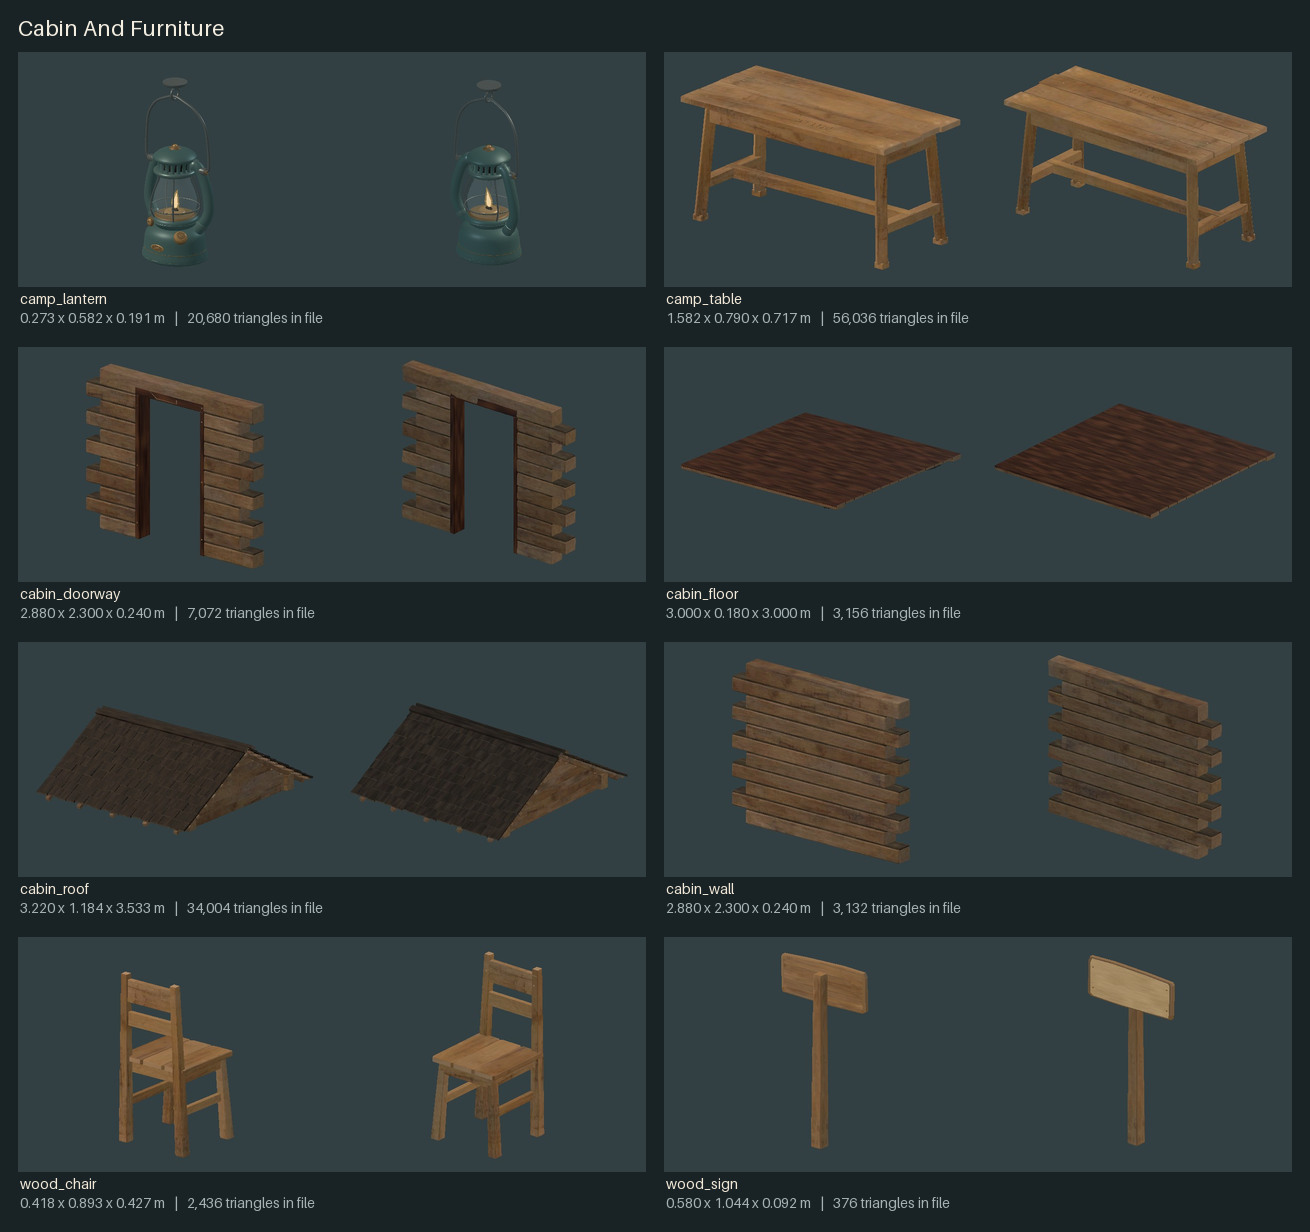 Cabin And Furniture
camp_lantern
0.273 x 0.582 x 0.191 m | 20,680 triangles in file
camp_table
1.582 x 0.790 x 0.717 m | 56,036 triangles in file
cabin_doorway
2.880 x 2.300 x 0.240 m | 7,072 triangles in file
cabin_floor
3.000 x 0.180 x 3.000 m | 3,156 triangles in file
cabin_roof
3.220 x 1.184 x 3.533 m | 34,004 triangles in file
cabin_wall
2.880 x 2.300 x 0.240 m | 3,132 triangles in file
wood_chair
0.418 x 0.893 x 0.427 m | 2,436 triangles in file
wood_sign
0.580 x 1.044 x 0.092 m | 376 triangles in file